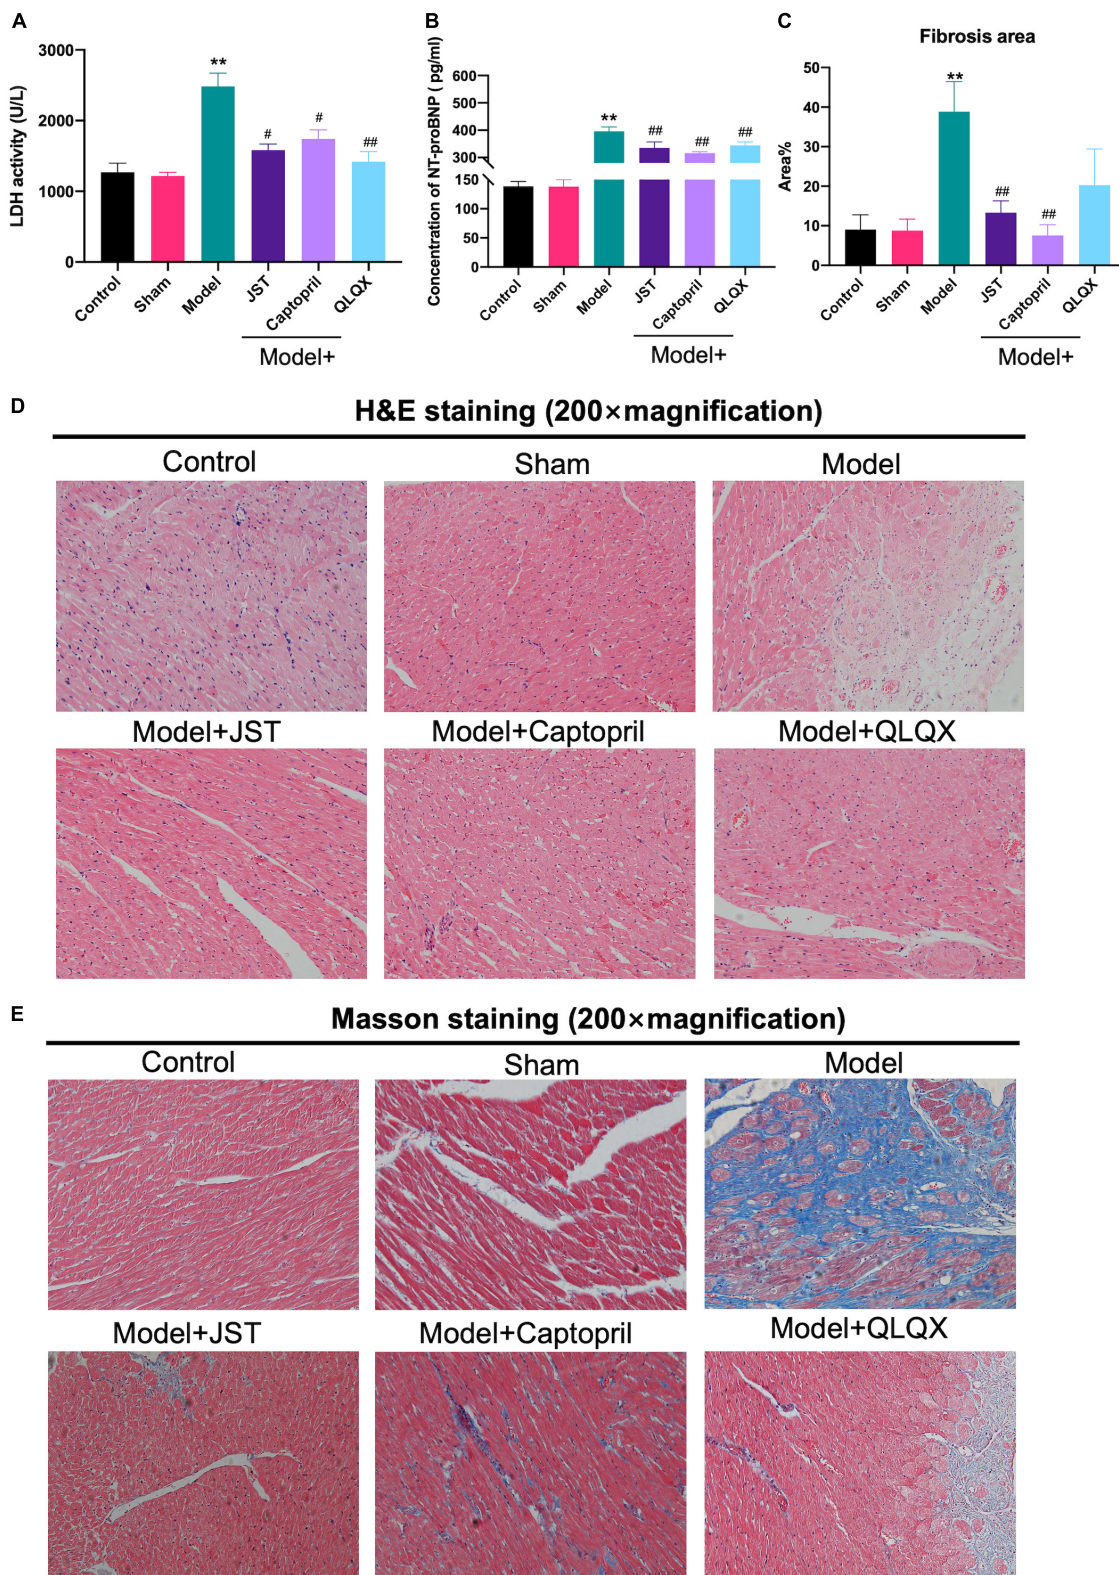 A
LDH activity (U/L)
3000
2000
1000
0
**
#
#
##
Control
Sham
Model
JST
Captopril
QLQX
Model+
B
Concentration of NT-proBNP ( pg/ml)
600
500
400
300
150
100
50
0
**
##
##
##
Control
Sham
Model
JST
Captopril
QLQX
Model+
C
Fibrosis area
Area%
50
40
30
20
10
0
**
##
##
Control
Sham
Model
JST
Captopril
QLQX
Model+
D
H&E staining (200×magnification)
Control Sham Model
Model+JST Model+Captopril Model+QLQX
E
Masson staining (200×magnification)
Control Sham Model
Model+JST Model+Captopril Model+QLQX